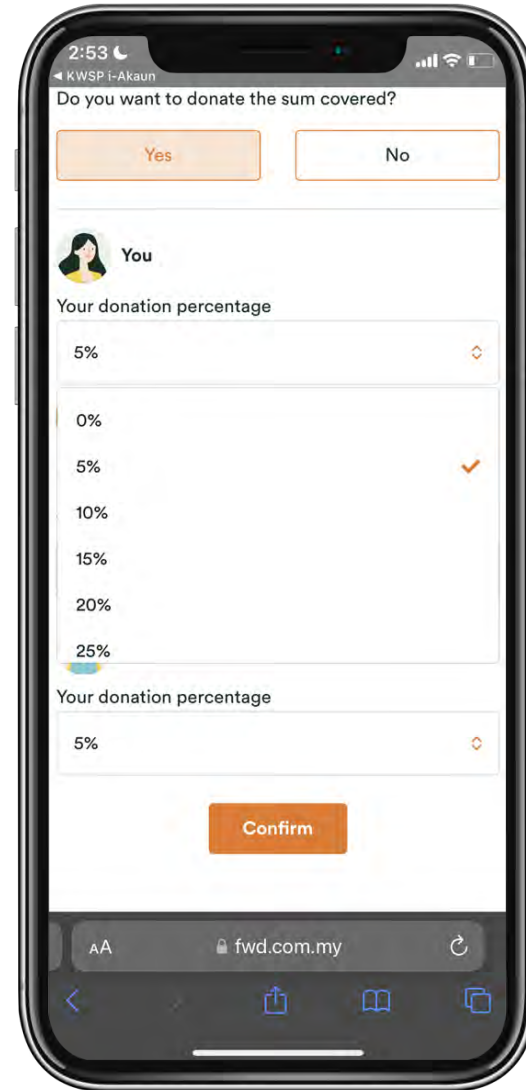 2:53
◀ KWSP i-Akaun
Do you want to donate the sum covered?
Yes
No
You
Your donation percentage
5%
0%
5%
10%
15%
20%
25%
Your donation percentage
5%
Confirm
AA
fwd.com.my